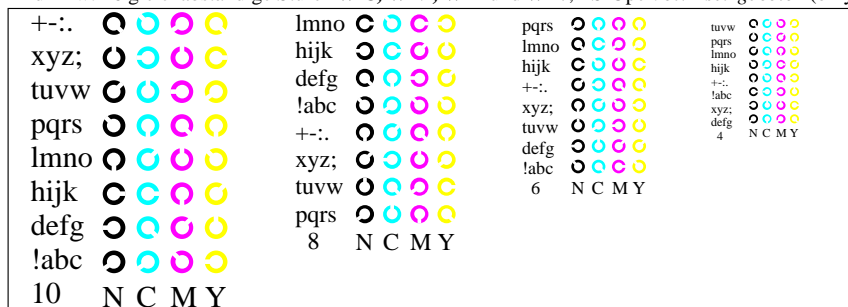 +-:.
xyz;
tuvw
pqrs
lmno
hijk
defg
!abc
10 N C M Y
lmno
hijk
defg
!abc
+-:.
xyz;
tuvw
pqrs
8 N C M Y
pqrs
lmno
hijk
+-:.
xyz;
tuvw
defg
!abc
6 N C M Y
tuvw
pqrs
lmno
hijk
+-:.
!abc
xyz;
defg
4 N C M Y